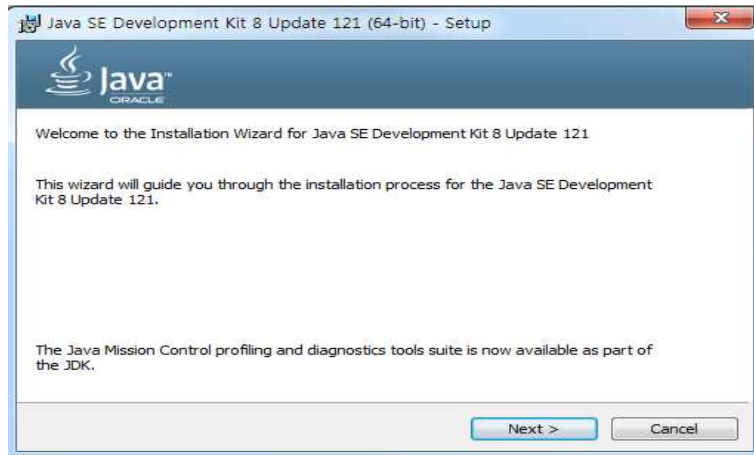 Java SE Development Kit 8 Update 121 (64-bit) - Setup
Java™
ORACLE
Welcome to the Installation Wizard for Java SE Development Kit 8 Update 121
This wizard will guide you through the installation process for the Java SE Development
Kit 8 Update 121.
The Java Mission Control profiling and diagnostics tools suite is now available as part of
the JDK.
Next >
Cancel